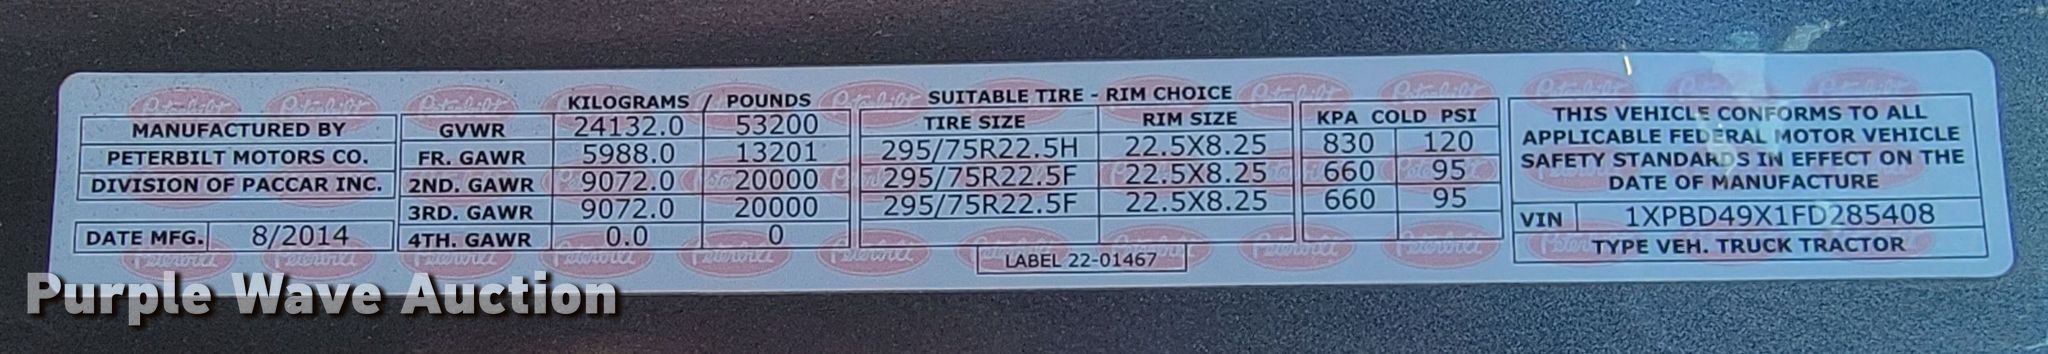 KILOGRAMS / POUNDS SUITABLE TIRE - RIM CHOICE
MANUFACTURED BY
PETERBILT MOTORS CO.
DIVISION OF PACCAR INC.
DATE MFG. 8/2014
GVWR 24132.0 53200
FR. GAWR 5988.0 13201
2ND. GAWR 9072.0 20000
3RD. GAWR 9072.0 20000
4TH. GAWR 0.0 0
TIRE SIZE RIM SIZE KPA COLD PSI
295/75R22.5H 22.5X8.25 830 120
295/75R22.5F 22.5X8.25 660 95
295/75R22.5F 22.5X8.25 660 95
LABEL 22-01467
THIS VEHICLE CONFORMS TO ALL
APPLICABLE FEDERAL MOTOR VEHICLE
SAFETY STANDARDS IN EFFECT ON THE
DATE OF MANUFACTURE
VIN 1XPBD49X1FD285408
TYPE VEH. TRUCK TRACTOR
Purple Wave Auction